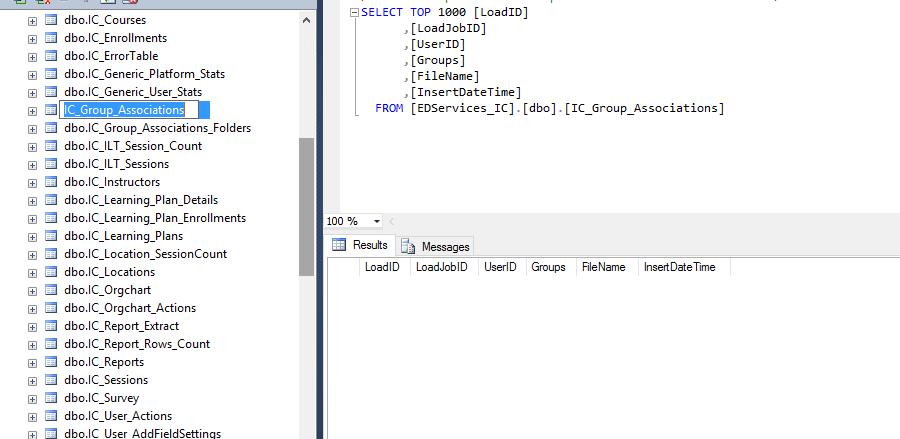 dbo.IC_Courses
dbo.IC_Enrollments
dbo.IC_ErrorTable
dbo.IC_Generic_Platform_Stats
dbo.IC_Generic_User_Stats
IC_Group_Associations
dbo.IC_Group_Associations_Folders
dbo.IC_ILT_Session_Count
dbo.IC_ILT_Sessions
dbo.IC_Instructors
dbo.IC_Learning_Plan_Details
dbo.IC_Learning_Plan_Enrollments
dbo.IC_Learning_Plans
dbo.IC_Location_SessionCount
dbo.IC_Locations
dbo.IC_Orgchart
dbo.IC_Orgchart_Actions
dbo.IC_Report_Extract
dbo.IC_Report_Rows_Count
dbo.IC_Reports
dbo.IC_Sessions
dbo.IC_Survey
dbo.IC_User_Actions
dbo.IC_User_AddFieldSettings
SELECT TOP 1000 [LoadID]
,[LoadJobID]
,[UserID]
,[Groups]
,[FileName]
,[InsertDateTime]
FROM [EDServices_IC].[dbo].[IC_Group_Associations]
100 %
Results Messages
LoadID LoadJobID UserID Groups FileName InsertDateTime